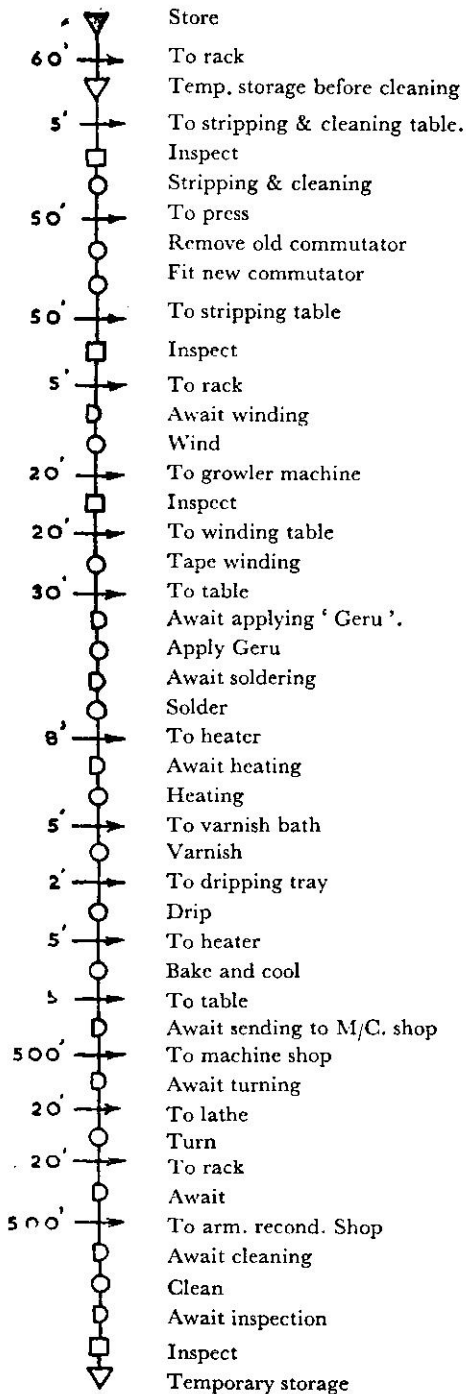 Store
60' To rack
Temp. storage before cleaning
5' To stripping & cleaning table.
Inspect
Stripping & cleaning
50' To press
Remove old commutator
Fit new commutator
50' To stripping table
Inspect
5' To rack
Await winding
Wind
20' To growler machine
Inspect
20' To winding table
Tape winding
30' To table
Await applying ‘ Geru ’.
Apply Geru
Await soldering
Solder
8' To heater
Await heating
Heating
5' To varnish bath
Varnish
2' To dripping tray
Drip
5' To heater
Bake and cool
5 To table
Await sending to M/C. shop
500' To machine shop
Await turning
20' To lathe
Turn
20' To rack
Await
500' To arm. recond. Shop
Await cleaning
Clean
Await inspection
Inspect
Temporary storage